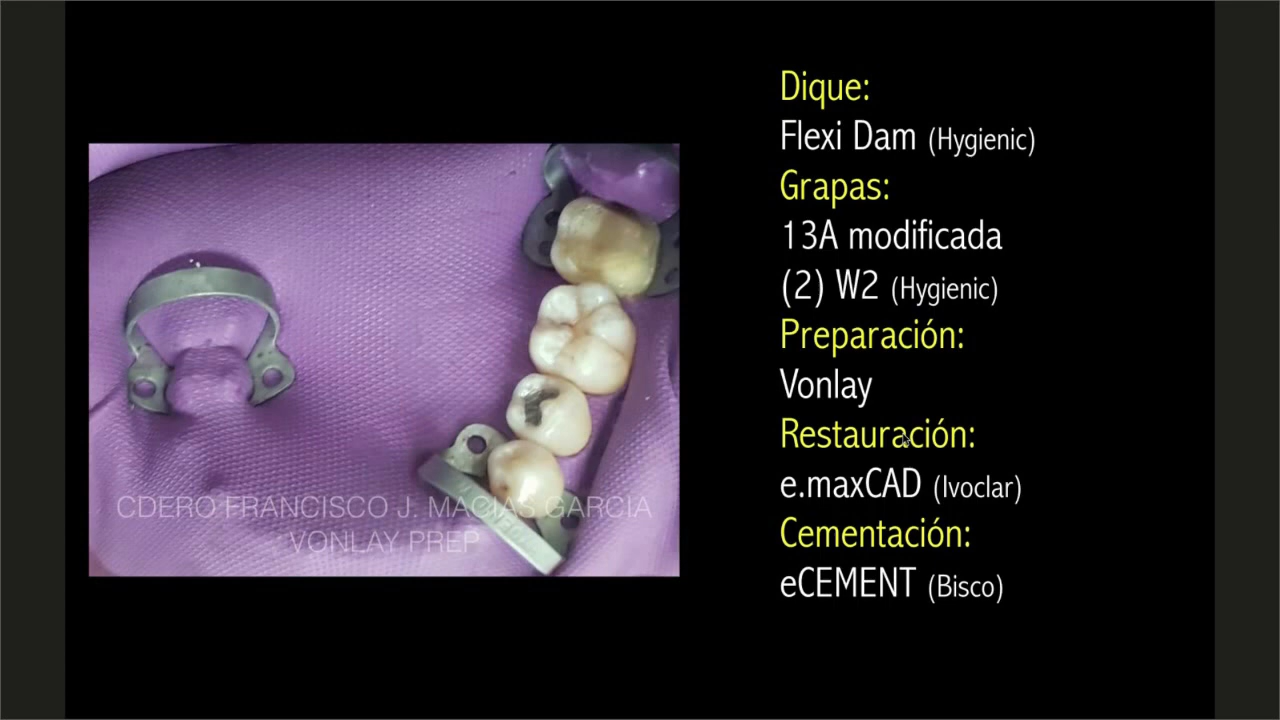 Dique:
Flexi Dam (Hygienic)
Grapas:
13A modificada
(2) W2 (Hygienic)
Preparación:
Vonlay
Restauración:
e.maxCAD (Ivoclar)
Cementación:
eCEMENT (Bisco)
CDERO FRANCISCO J. MACIAS GARCIA
VONLAY PREP